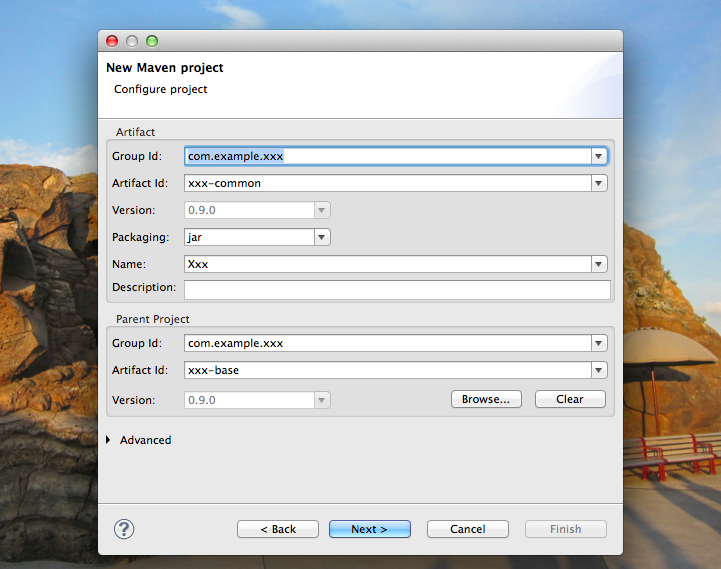 New Maven project
Configure project
Artifact
Group Id: com.example.xxx
Artifact Id: xxx-common
Version: 0.9.0
Packaging: jar
Name: Xxx
Description:
Parent Project
Group Id: com.example.xxx
Artifact Id: xxx-base
Version: 0.9.0 Browse... Clear
Advanced
? < Back Next > Cancel Finish